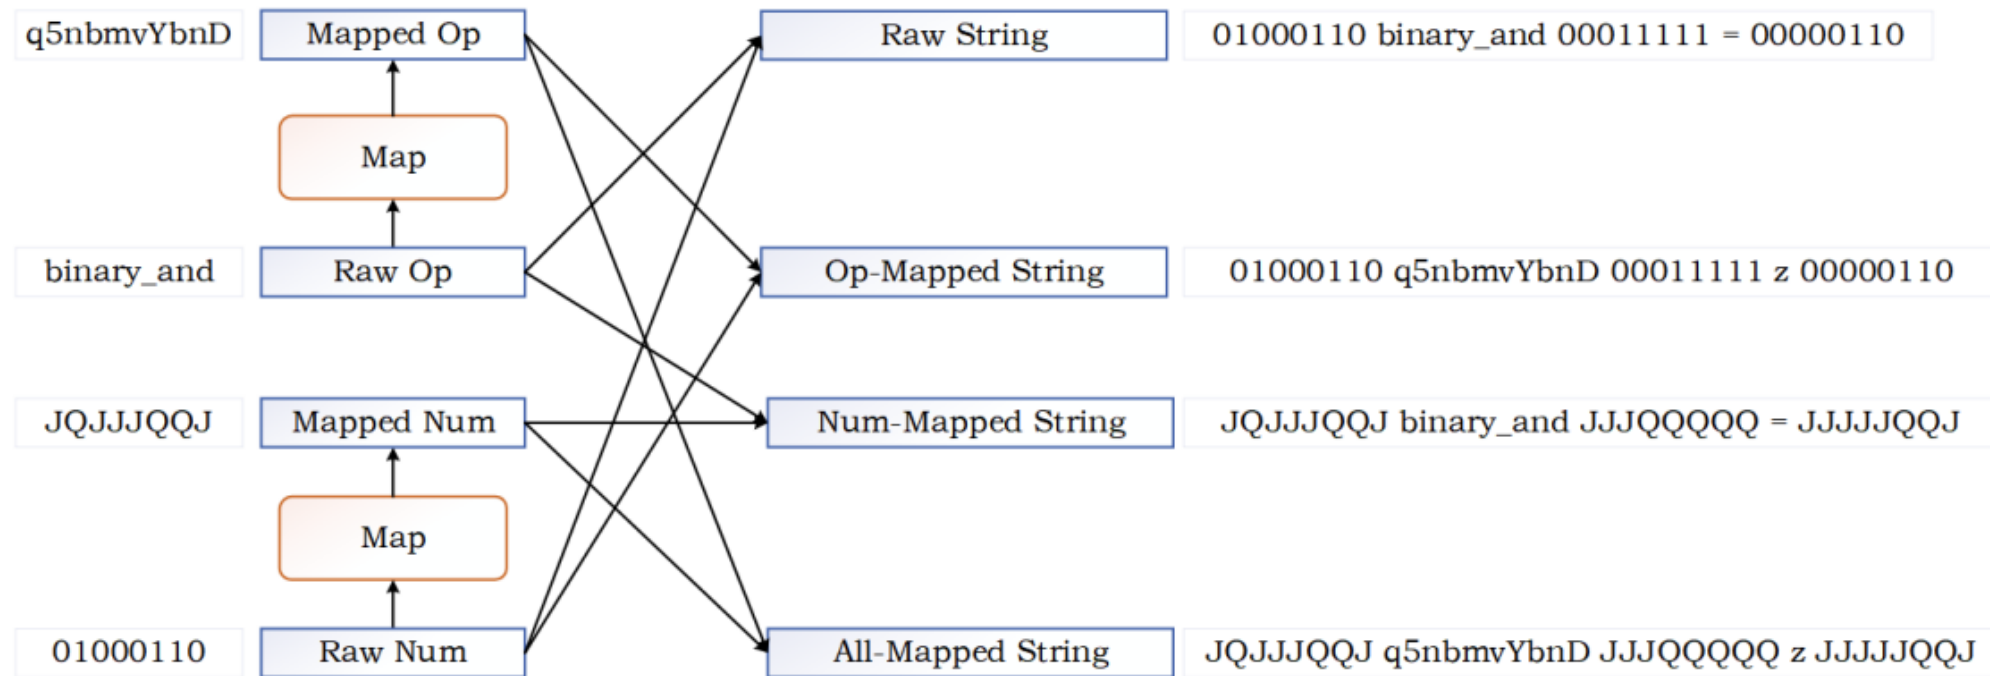 q5nbmvYbnD Mapped Op Raw String 01000110 binary_and 00011111 = 00000110
Map
binary_and Raw Op Op-Mapped String 01000110 q5nbmvYbnD 00011111 z 00000110
JQJJJQQJ Mapped Num Num-Mapped String JQJJJQQJ binary_and JJJQQQQQ = JJJJJQQJ
Map
01000110 Raw Num All-Mapped String JQJJJQQJ q5nbmvYbnD JJJQQQQQ z JJJJJQQJ